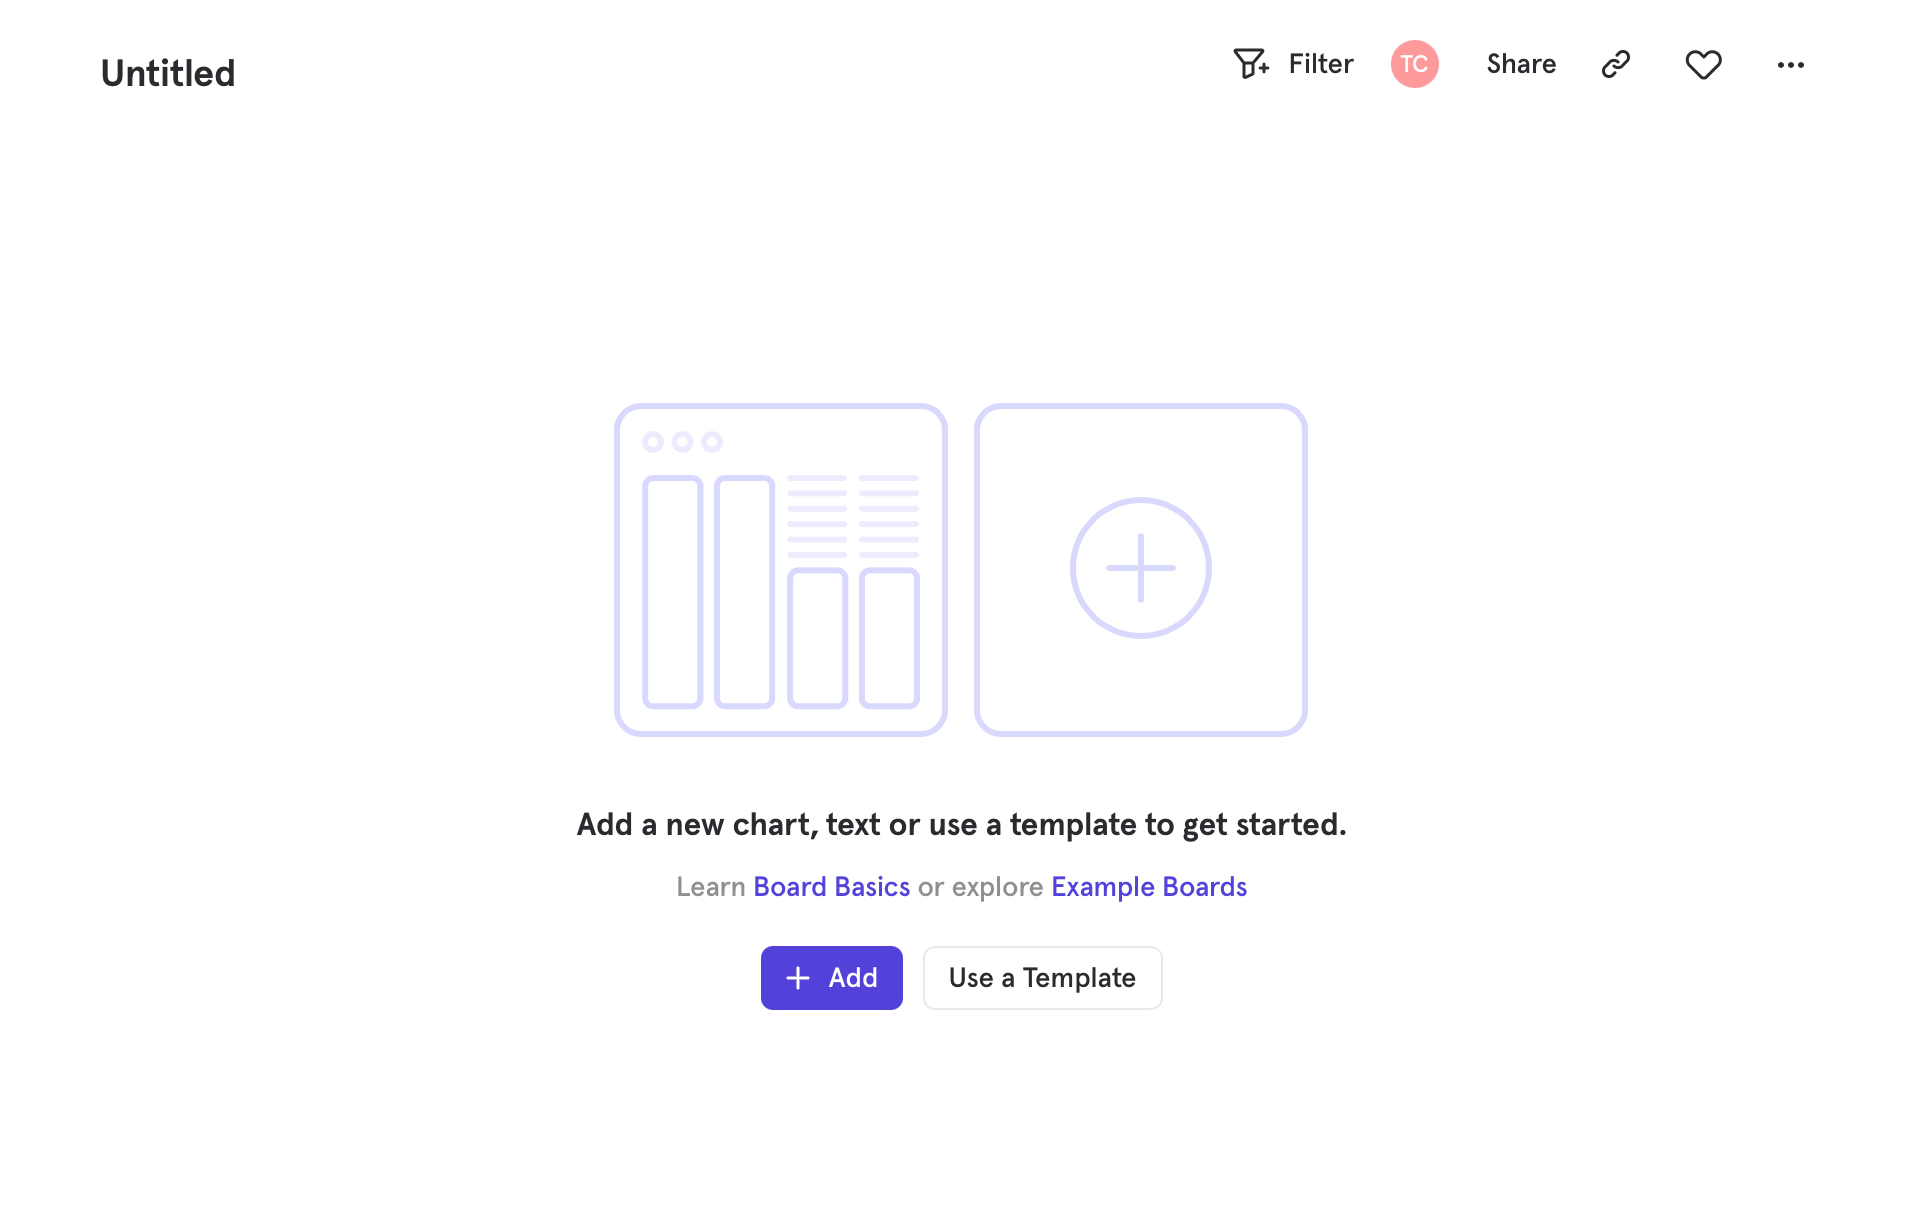 Untitled
Filter
TC
Share
Add a new chart, text or use a template to get started.
Learn Board Basics or explore Example Boards
Add
Use a Template